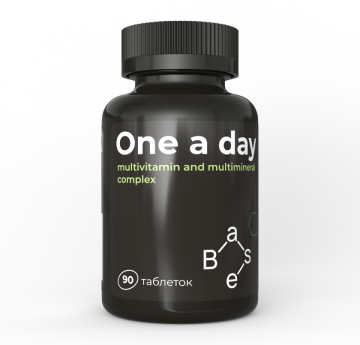 One a day
multivitamin and multimineral
complex
Base
90 таблеток